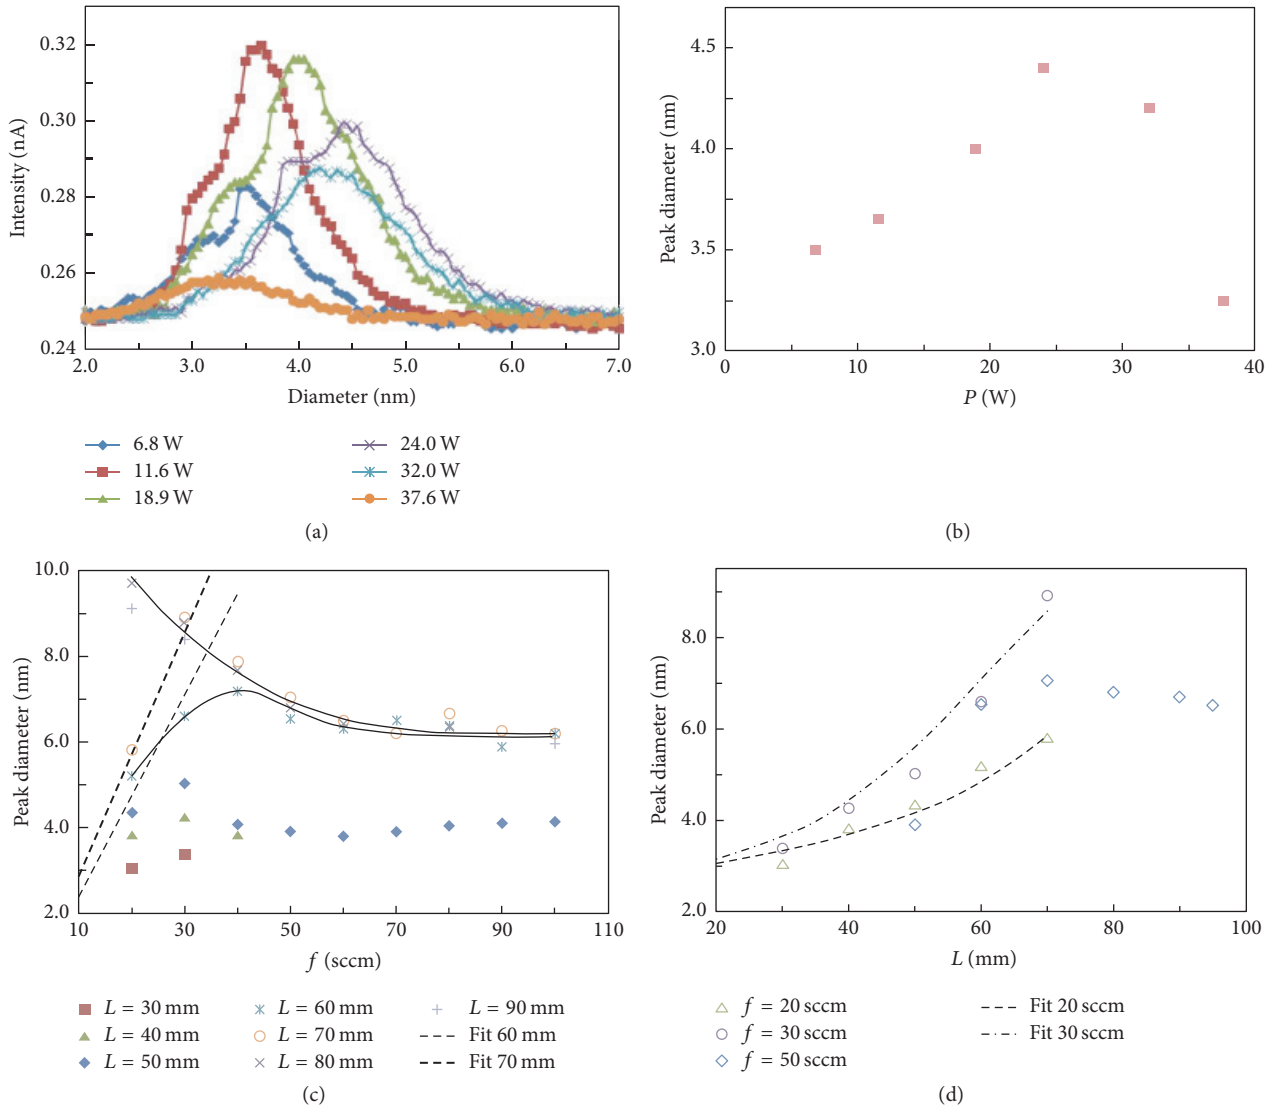 0.32
0.30
0.28
0.26
0.24
Intensity (nA)
2.0 3.0 4.0 5.0 6.0 7.0
Diameter (nm)
6.8 W
11.6 W
18.9 W
24.0 W
32.0 W
37.6 W
(a)
4.5
4.0
3.5
3.0
Peak diameter (nm)
0 10 20 30 40
P (W)
(b)
10.0
8.0
6.0
4.0
2.0
Peak diameter (nm)
10 30 50 70 90 110
f (sccm)
L = 30 mm
L = 40 mm
L = 50 mm
L = 60 mm
L = 70 mm
L = 80 mm
L = 90 mm
Fit 60 mm
Fit 70 mm
(c)
8.0
6.0
4.0
2.0
Peak diameter (nm)
20 40 60 80 100
L (mm)
f = 20 sccm
f = 30 sccm
f = 50 sccm
Fit 20 sccm
Fit 30 sccm
(d)